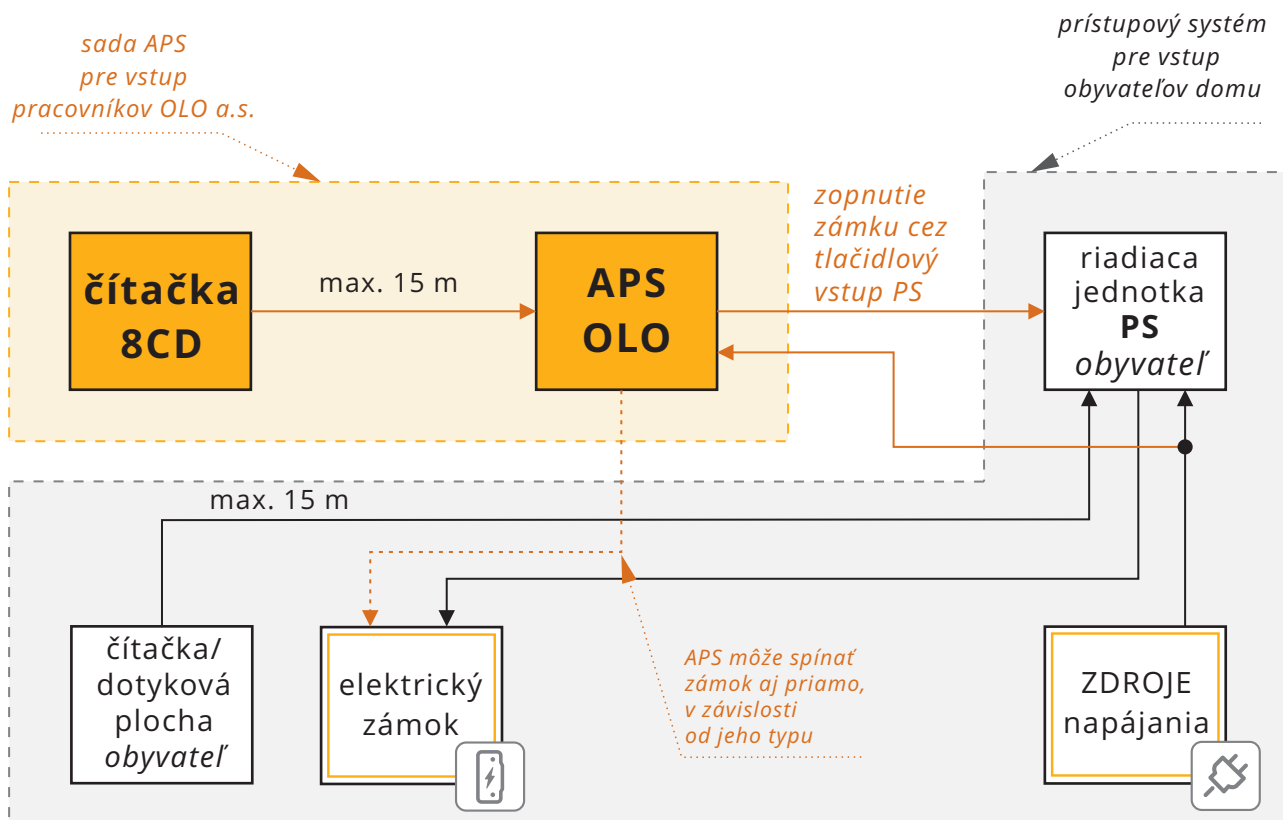 sada APS
pre vstup
pracovníkov OLO a.s.
prístupový systém
pre vstup
obyvateľov domu
čítačka
8CD
max. 15 m
APS
OLO
zopnutie
zámku cez
tlačidlový
vstup PS
riadiaca
jednotka
PS
obyvateľ
max. 15 m
čítačka/
dotyková
plocha
obyvateľ
elektrický
zámok
APS môže spínať
zámok aj priamo,
v závislosti
od jeho typu
ZDROJE
napájania